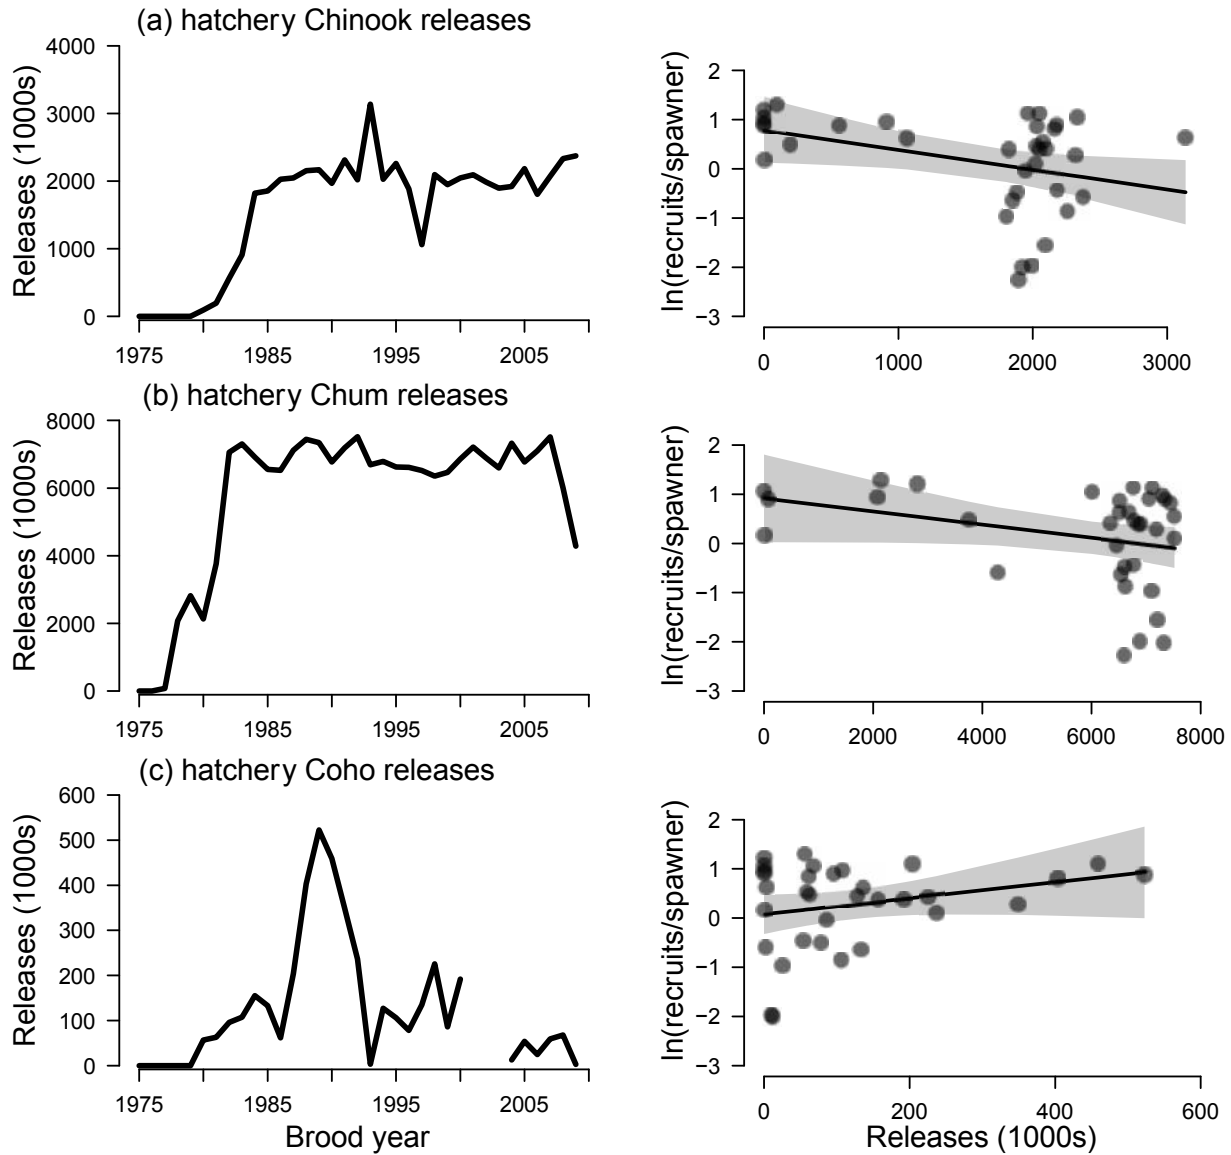 (a) hatchery Chinook releases
Releases (1000s)
4000
3000
2000
1000
0
1975 1985 1995 2005
ln(recruits/spawner)
2
1
0
−1
−2
−3
0 1000 2000 3000
(b) hatchery Chum releases
Releases (1000s)
8000
6000
4000
2000
0
1975 1985 1995 2005
ln(recruits/spawner)
2
1
0
−1
−2
−3
0 2000 4000 6000 8000
(c) hatchery Coho releases
Releases (1000s)
600
500
400
300
200
100
0
1975 1985 1995 2005
Brood year
ln(recruits/spawner)
2
1
0
−1
−2
−3
0 200 400 600
Releases (1000s)